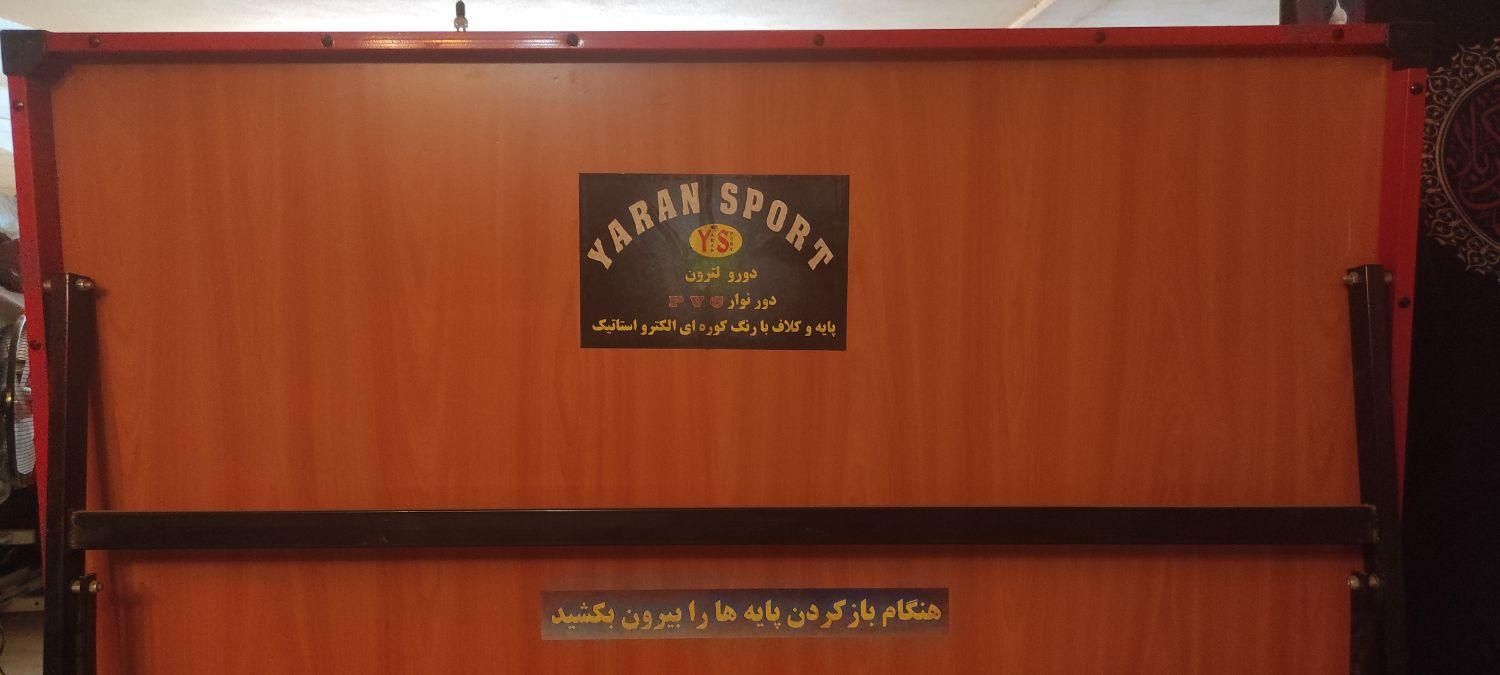 YARAN SPORT
YS
دورو لترون
دور نوار PVC
پایه و کلاف با رنگ کوره ای الکترو استاتیک
هنگام بازکردن پایه ها را بیرون بکشید